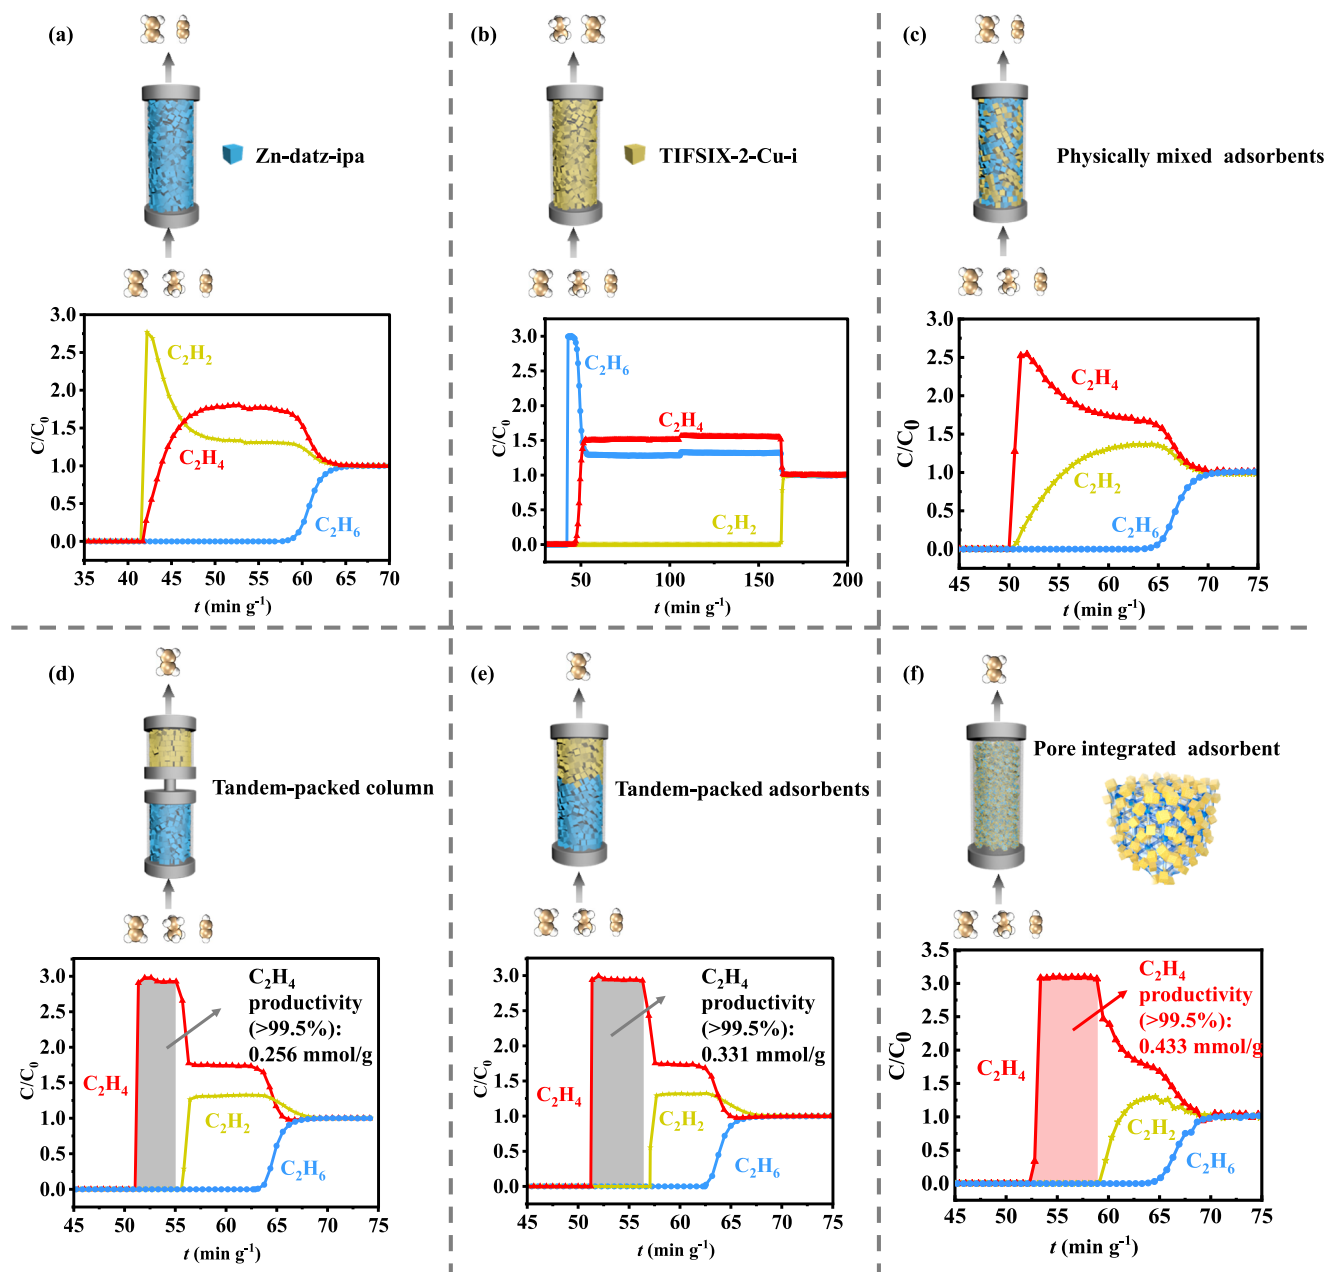 (a)
Zn-datz-ipa
C/C₀
3.0
2.5
2.0
1.5
1.0
0.5
0.0
C₂H₂
C₂H₄
C₂H₆
35 40 45 50 55 60 65 70
t (min g⁻¹)
(b)
TIFSIX-2-Cu-i
C/C₀
3.0
2.5
2.0
1.5
1.0
0.5
0.0
C₂H₆
C₂H₄
C₂H₂
50 100 150 200
t (min g⁻¹)
(c)
Physically mixed adsorbents
C/C₀
3.0
2.5
2.0
1.5
1.0
0.5
0.0
C₂H₄
C₂H₂
C₂H₆
45 50 55 60 65 70 75
t (min g⁻¹)
(d)
Tandem-packed column
C/C₀
3.0
2.5
2.0
1.5
1.0
0.5
0.0
C₂H₄
productivity
(>99.5%):
0.256 mmol/g
C₂H₄
C₂H₂
C₂H₆
45 50 55 60 65 70 75
t (min g⁻¹)
(e)
Tandem-packed adsorbents
C/C₀
3.0
2.5
2.0
1.5
1.0
0.5
0.0
C₂H₄
productivity
(>99.5%):
0.331 mmol/g
C₂H₄
C₂H₂
C₂H₆
45 50 55 60 65 70 75
t (min g⁻¹)
(f)
Pore integrated adsorbent
C/C₀
3.5
3.0
2.5
2.0
1.5
1.0
0.5
0.0
C₂H₄
productivity
(>99.5%):
0.433 mmol/g
C₂H₄
C₂H₂
C₂H₆
45 50 55 60 65 70 75
t (min g⁻¹)